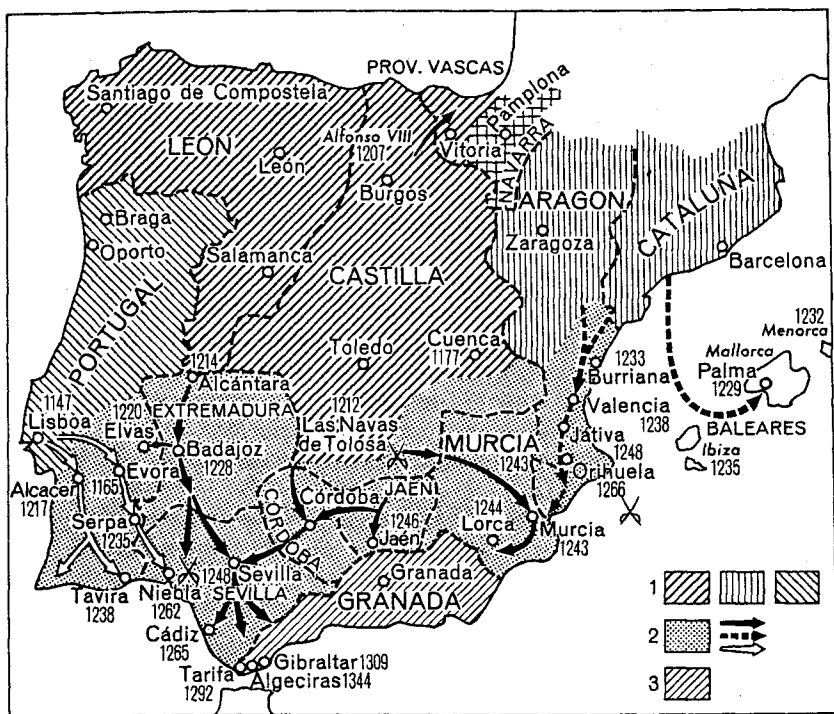 PROV. VASCAS
Pamplona
Santiago de Compostela
Alfonso VIII
1207
Vitoria
NAVARRA
LEÓN
León
Burgos
ARAGON
CATALUÑA
Braga
Oporto
Zaragoza
Barcelona
Salamanca
CASTILLA
PORTUGAL
1232
Menorca
Cuenca
1177
Toledo
Mallorca
Palma
1229
1214
Alcántara
1233
Burriana
1147
Lisboa
1220
EXTREMADURA
1212
Las Navas
de Tolósa
Valencia
1238
BALEARES
Elvas
Badajoz
1228
MURCIA
1243
Játiva
1248
Ibiza
1235
Evora
1165
Orihuela
1266
Alcacer
1217
JAÉN
Córdoba
CÓRDOBA
1244
Lorca
Serpa
1235
1246
Jaén
Murcia
1243
1248
Sevilla
SEVILLA
Granada
GRANADA
Tavira
1238
Niebla
1262
Cádiz
1265
Tarifa
1292
Gibraltar 1309
Algeciras 1344
1
2
3